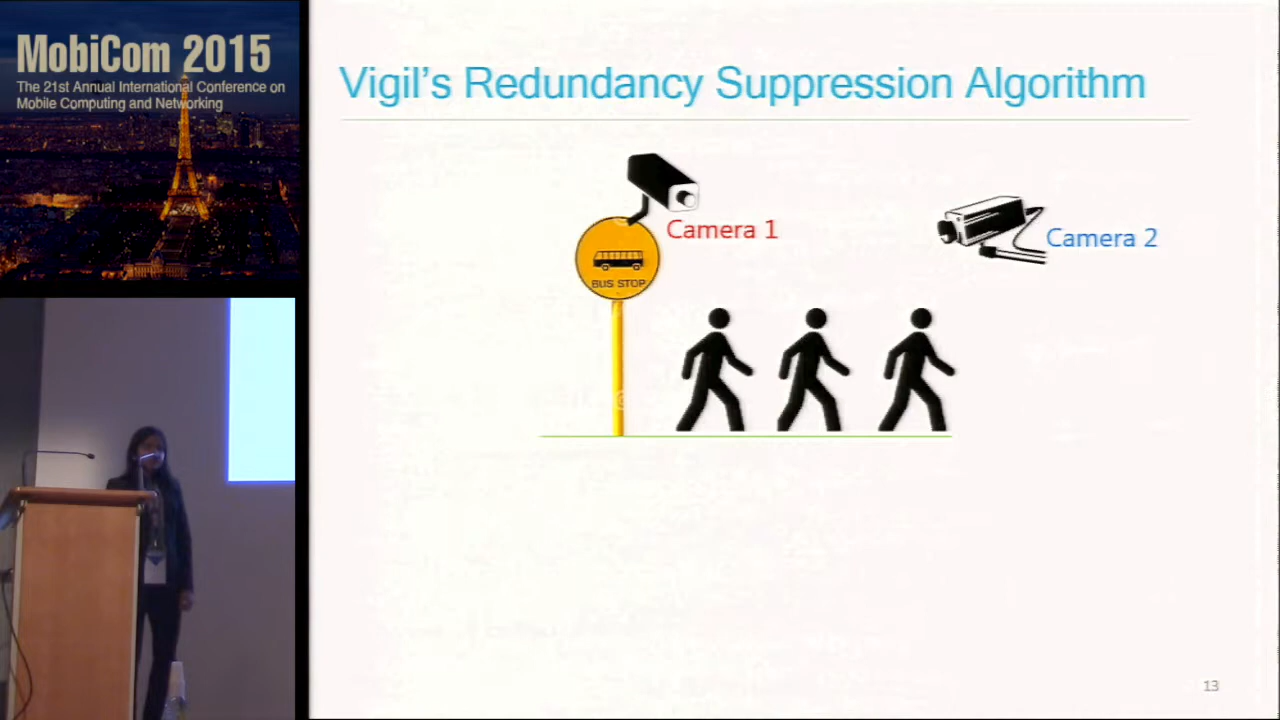 MobiCom 2015
The 21st Annual International Conference on
Mobile Computing and Networking
Vigil's Redundancy Suppression Algorithm
Camera 1
Camera 2
BUS STOP
13